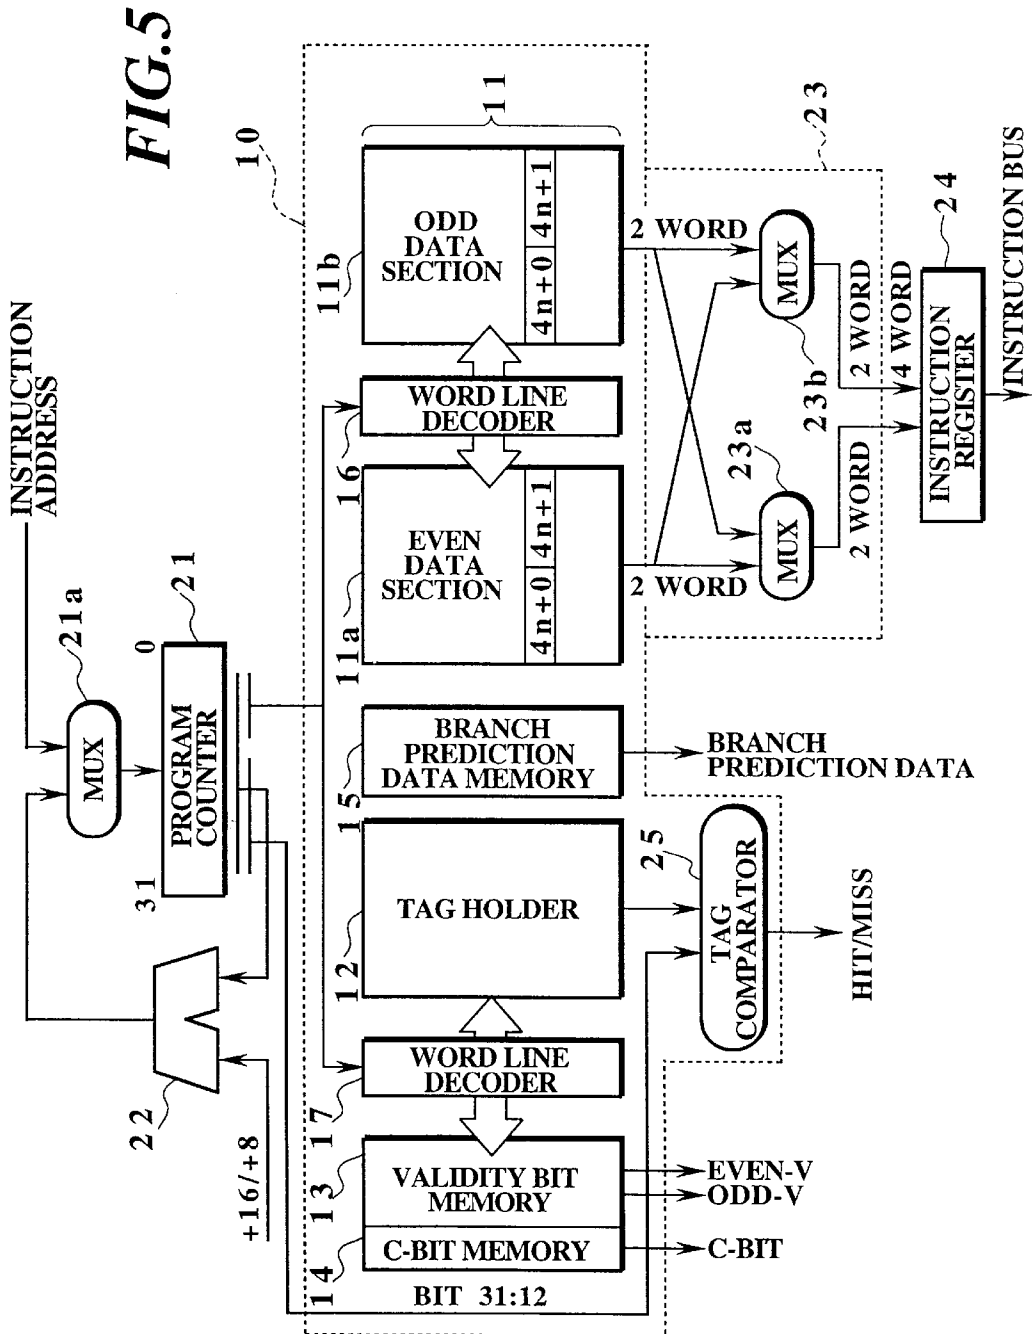 FIG.5
INSTRUCTION
ADDRESS
21a
MUX
31
0
21
PROGRAM
COUNTER
22
+16/+8
10
11
13
14
VALIDITY BIT
MEMORY
C-BIT MEMORY
17
WORD LINE
DECODER
12
TAG HOLDER
15
BRANCH
PREDICTION
DATA MEMORY
11a
EVEN
DATA
SECTION
4n+0
4n+1
16
WORD LINE
DECODER
11b
ODD
DATA
SECTION
4n+0
4n+1
BIT 31:12
EVEN-V
ODD-V
C-BIT
25
TAG
COMPARATOR
HIT/MISS
BRANCH
PREDICTION DATA
2 WORD
2 WORD
23
MUX
23a
MUX
23b
2 WORD
2 WORD
4 WORD
24
INSTRUCTION
REGISTER
INSTRUCTION BUS